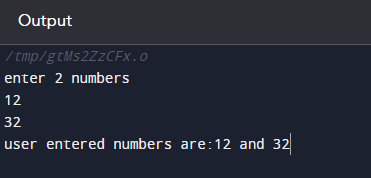 Output
/tmp/gtMs2ZzCFx.o
enter 2 numbers
12
32
user entered numbers are:12 and 32